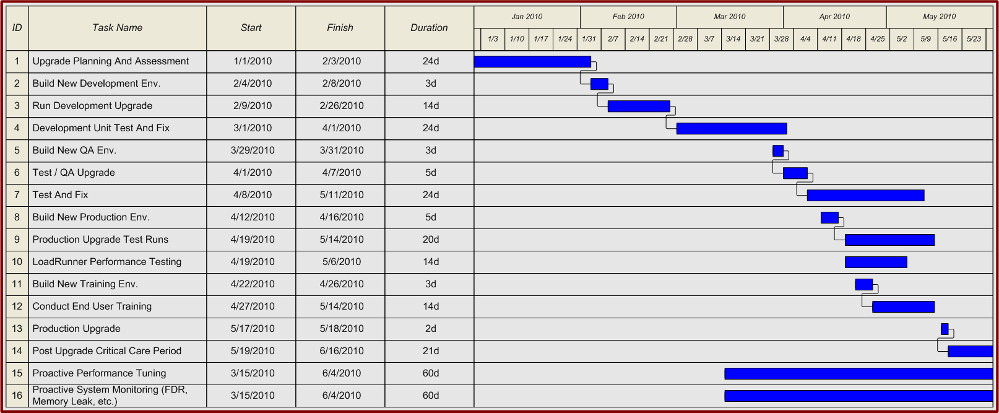 ID Task Name Start Finish Duration Jan 2010 Feb 2010 Mar 2010 Apr 2010 May 2010
1/3 1/10 1/17 1/24 1/31 2/7 2/14 2/21 2/28 3/7 3/14 3/21 3/28 4/4 4/11 4/18 4/25 5/2 5/9 5/16 5/23
1 Upgrade Planning And Assessment 1/1/2010 2/3/2010 24d
2 Build New Development Env. 2/4/2010 2/8/2010 3d
3 Run Development Upgrade 2/9/2010 2/26/2010 14d
4 Development Unit Test And Fix 3/1/2010 4/1/2010 24d
5 Build New QA Env. 3/29/2010 3/31/2010 3d
6 Test / QA Upgrade 4/1/2010 4/7/2010 5d
7 Test And Fix 4/8/2010 5/11/2010 24d
8 Build New Production Env. 4/12/2010 4/16/2010 5d
9 Production Upgrade Test Runs 4/19/2010 5/14/2010 20d
10 LoadRunner Performance Testing 4/19/2010 5/6/2010 14d
11 Build New Training Env. 4/22/2010 4/26/2010 3d
12 Conduct End User Training 4/27/2010 5/14/2010 14d
13 Production Upgrade 5/17/2010 5/18/2010 2d
14 Post Upgrade Critical Care Period 5/19/2010 6/16/2010 21d
15 Proactive Performance Tuning 3/15/2010 6/4/2010 60d
16 Proactive System Monitoring (FDR, 3/15/2010 6/4/2010 60d
Memory Leak, etc.)